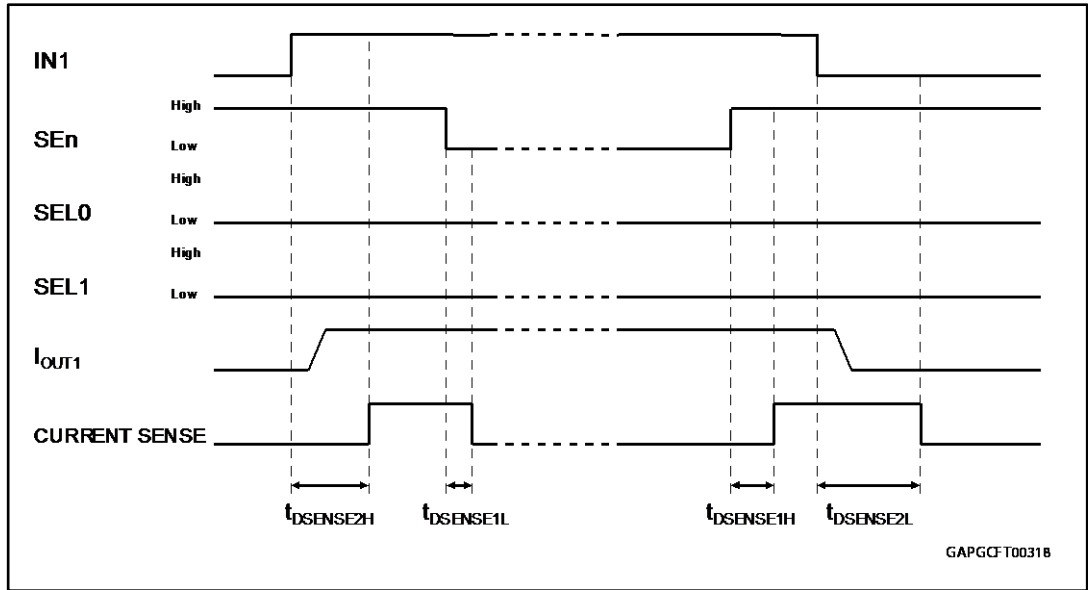 IN1
High
SEn
Low
High
SEL0
Low
High
SEL1
Low
IOUT1
CURRENT SENSE
tDSENSE2H
tDSENSE1L
tDSENSE1H
tDSENSE2L
GAPGCFT00318